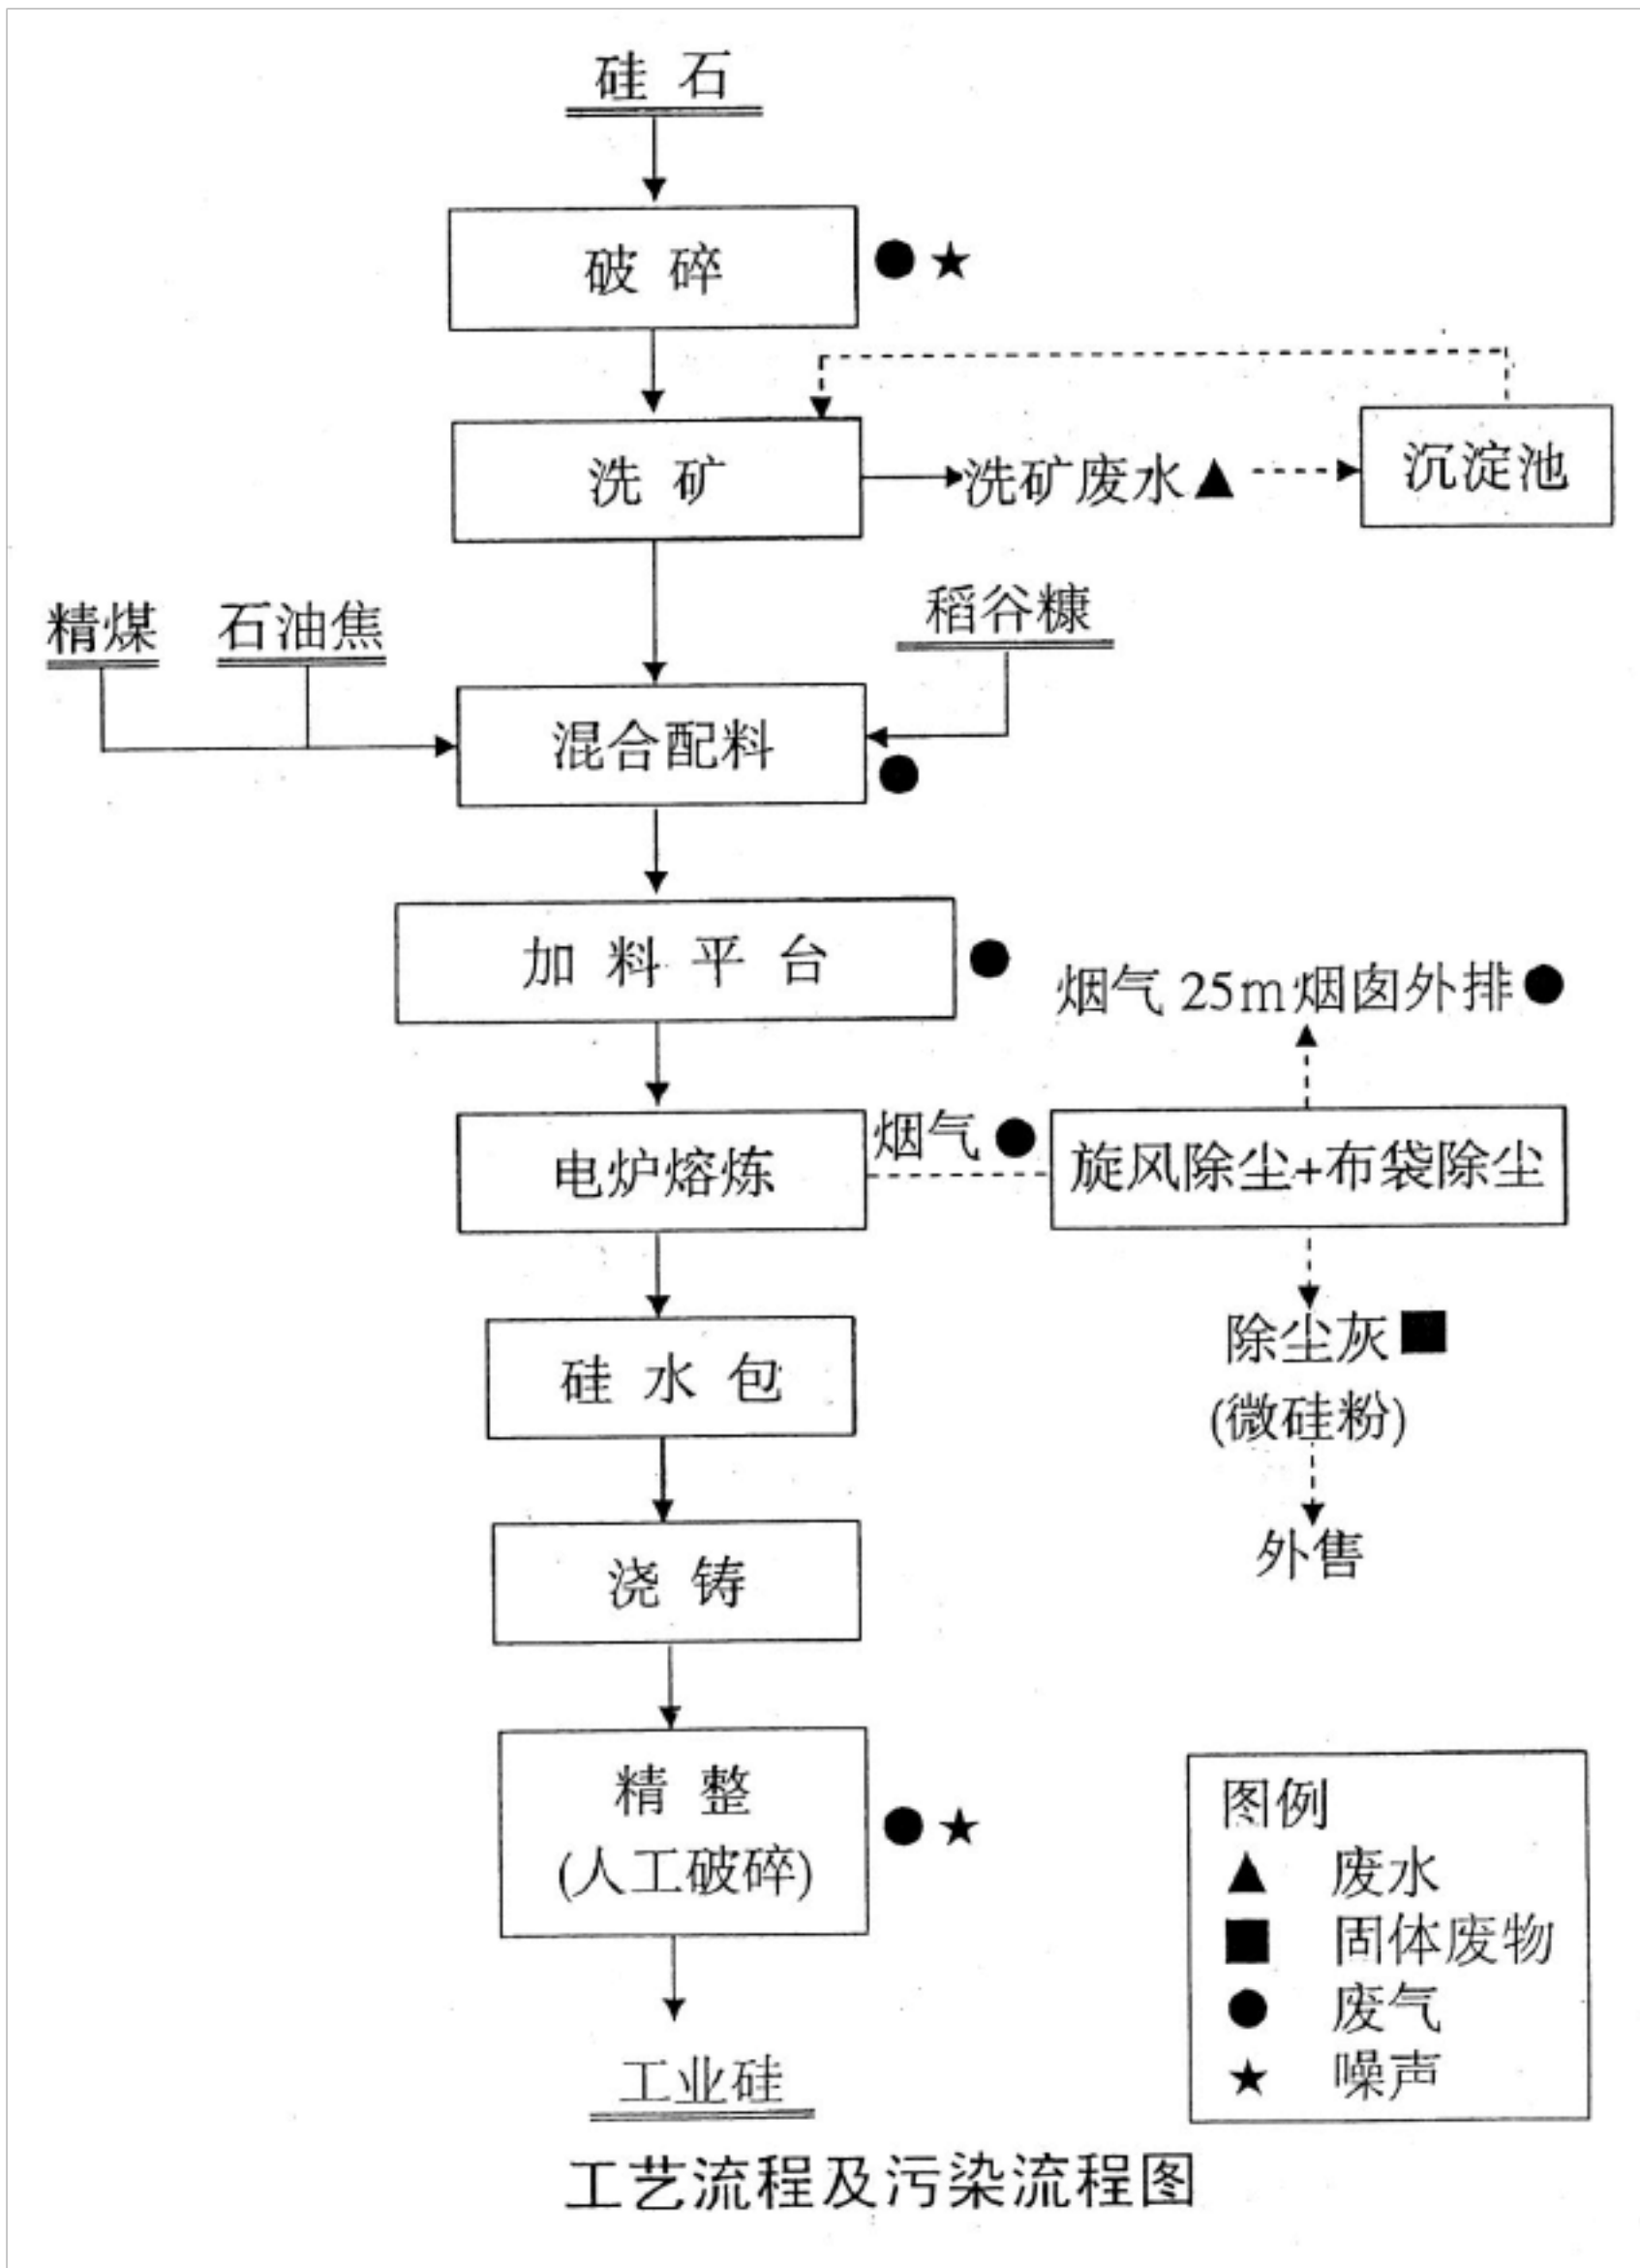 硅石
破碎
洗矿
洗矿废水
沉淀池
精煤
石油焦
稻谷糠
混合配料
加料平台
烟气25m烟囱外排
电炉熔炼
烟气
旋风除尘+布袋除尘
硅水包
除尘灰
(微硅粉)
外售
浇铸
精整
(人工破碎)
工业硅
图例
废水
固体废物
废气
噪声
工艺流程及污染流程图